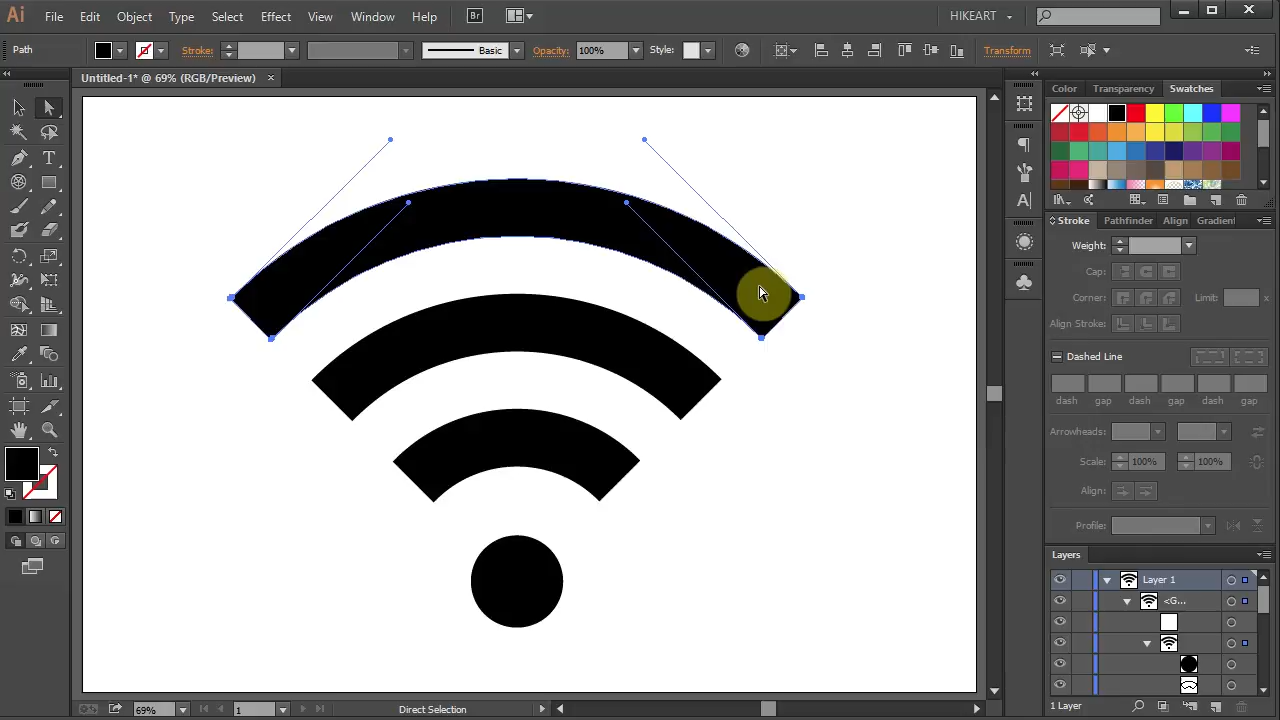 Ai File Edit Object Type Select Effect View Window Help Br HIKEART
Path Stroke: Basic Opacity: 100% Style: Transform
Untitled-1* @ 69% (RGB/Preview) ×
Color Transparency Swatches
Stroke Pathfinder Align Gradien
Weight:
Cap:
Corner: Limit: x
Align Stroke:
Dashed Line
dash gap dash gap dash gap
Arrowheads:
Scale: 100% 100%
Align:
Profile:
Layers
Layer 1
<G...
1 Layer
69% 1 Direct Selection